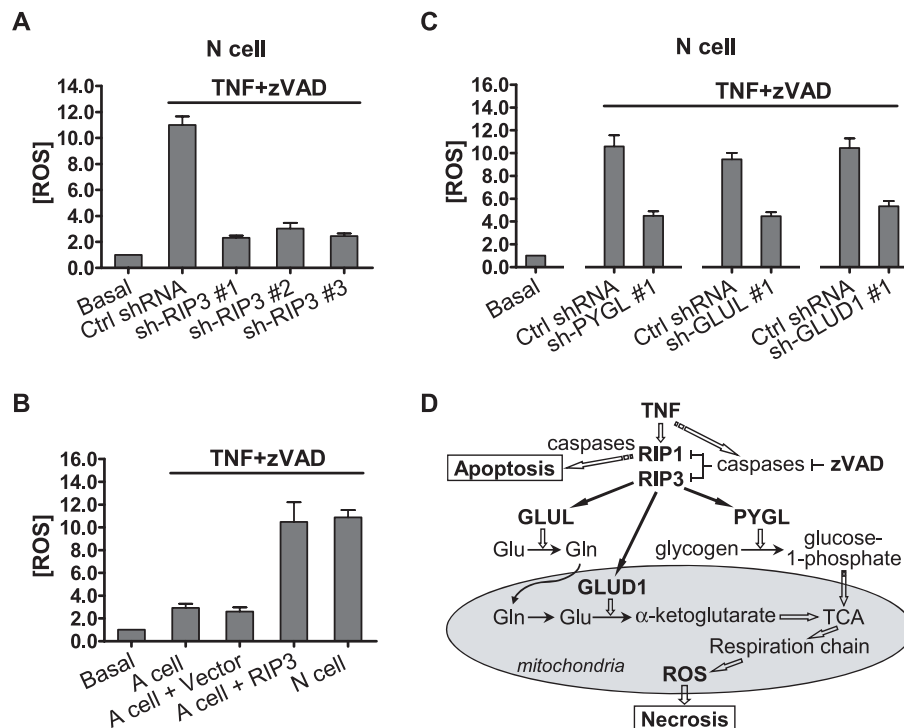 A
N cell
TNF+zVAD
14.0
12.0
10.0
8.0
6.0
4.0
2.0
0.0
[ROS]
Basal
Ctrl shRNA
sh-RIP3 #1
sh-RIP3 #2
sh-RIP3 #3
C
N cell
TNF+zVAD
16.0
14.0
12.0
10.0
8.0
6.0
4.0
2.0
0.0
[ROS]
Basal
Ctrl shRNA
sh-PYGL #1
Ctrl shRNA
sh-GLUL #1
Ctrl shRNA
sh-GLUD1 #1
B
TNF+zVAD
16.0
14.0
12.0
10.0
8.0
6.0
4.0
2.0
0.0
[ROS]
Basal
A cell
A cell + Vector
A cell + RIP3
N cell
D
TNF
caspases
RIP1
caspases
zVAD
Apoptosis
RIP3
GLUL
PYGL
Glu
Gln
glycogen
glucose-
1-phosphate
GLUD1
Gln
Glu
α-ketoglutarate
TCA
Respiration chain
mitochondria
ROS
Necrosis